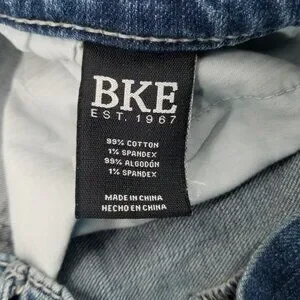 BKE
EST. 1967
99% COTTON
1% SPANDEX
99% ALGODÓN
1% SPANDEX
MADE IN CHINA
HECHO EN CHINA